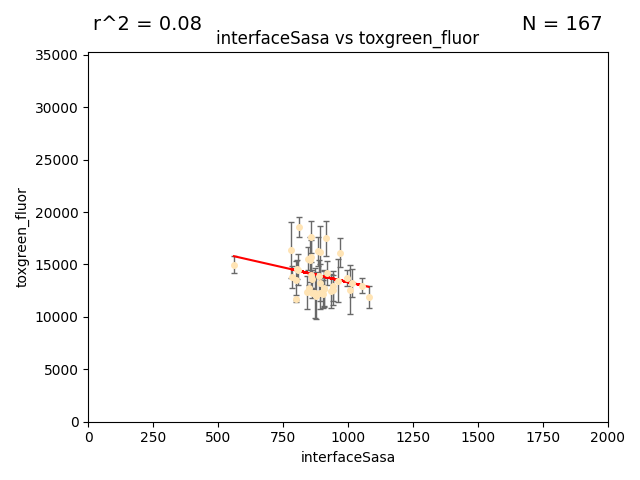 r^2 = 0.08
N = 167
interfaceSasa vs toxgreen_fluor
35000
30000
25000
20000
15000
10000
5000
0
toxgreen_fluor
0 250 500 750 1000 1250 1500 1750 2000
interfaceSasa